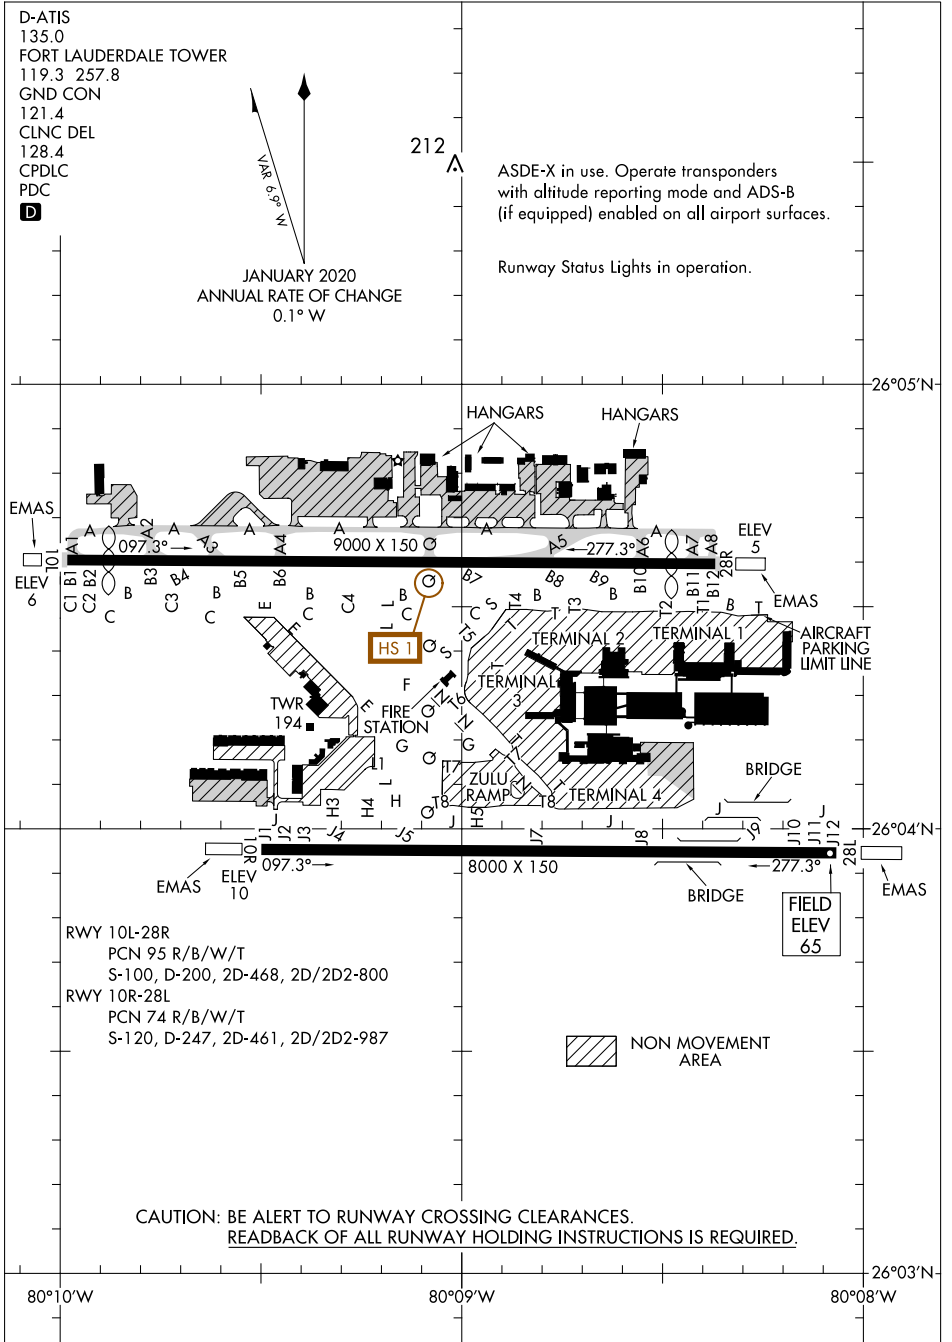 D-ATIS
135.0
FORT LAUDERDALE TOWER
119.3 257.8
GND CON
121.4
CLNC DEL
128.4
CPDLC
PDC
D
VAR 6.9° W
JANUARY 2020
ANNUAL RATE OF CHANGE
0.1° W
212
ASDE-X in use. Operate transponders
with altitude reporting mode and ADS-B
(if equipped) enabled on all airport surfaces.
Runway Status Lights in operation.
26°05'N
HANGARS
HANGARS
EMAS
A
A2
A
A
A
A
A
A1
097.3°
A3
A4
9000 X 150
Q
A5
277.3°
A6
A7
A8
ELEV
5
10L
28R
ELEV
6
EMAS
B1
B2
B3
B4
B5
B6
Q
B7
B8
B9
B10
B11
B12
C1
C2
B
C3
B
B
C4
B
B
B
B
C
C
C
L
C
C
S
T4
T
T3
T2
T1
T
E
E
L
HS 1
Q
S
T5
T
T
TERMINAL 2
TERMINAL 1
AIRCRAFT
PARKING
LIMIT LINE
TERMINAL
3
F
E
TWR
194
FIRE
STATION
Q
N
T6
N
G
G
L1
Q
T7
T
N
T
ZULU
RAMP
T8
TERMINAL 4
BRIDGE
L
H
H3
H4
T8
Q
H5
J
J
J
J
J
J1
J2
J3
J4
J5
J7
J8
J9
J10
J11
J12
26°04'N
10R
28L
097.3°
8000 X 150
277.3°
EMAS
ELEV
10
BRIDGE
EMAS
FIELD
ELEV
65
RWY 10L-28R
PCN 95 R/B/W/T
S-100, D-200, 2D-468, 2D/2D2-800
RWY 10R-28L
PCN 74 R/B/W/T
S-120, D-247, 2D-461, 2D/2D2-987
NON MOVEMENT
AREA
CAUTION: BE ALERT TO RUNWAY CROSSING CLEARANCES.
READBACK OF ALL RUNWAY HOLDING INSTRUCTIONS IS REQUIRED.
26°03'N
80°10'W
80°09'W
80°08'W